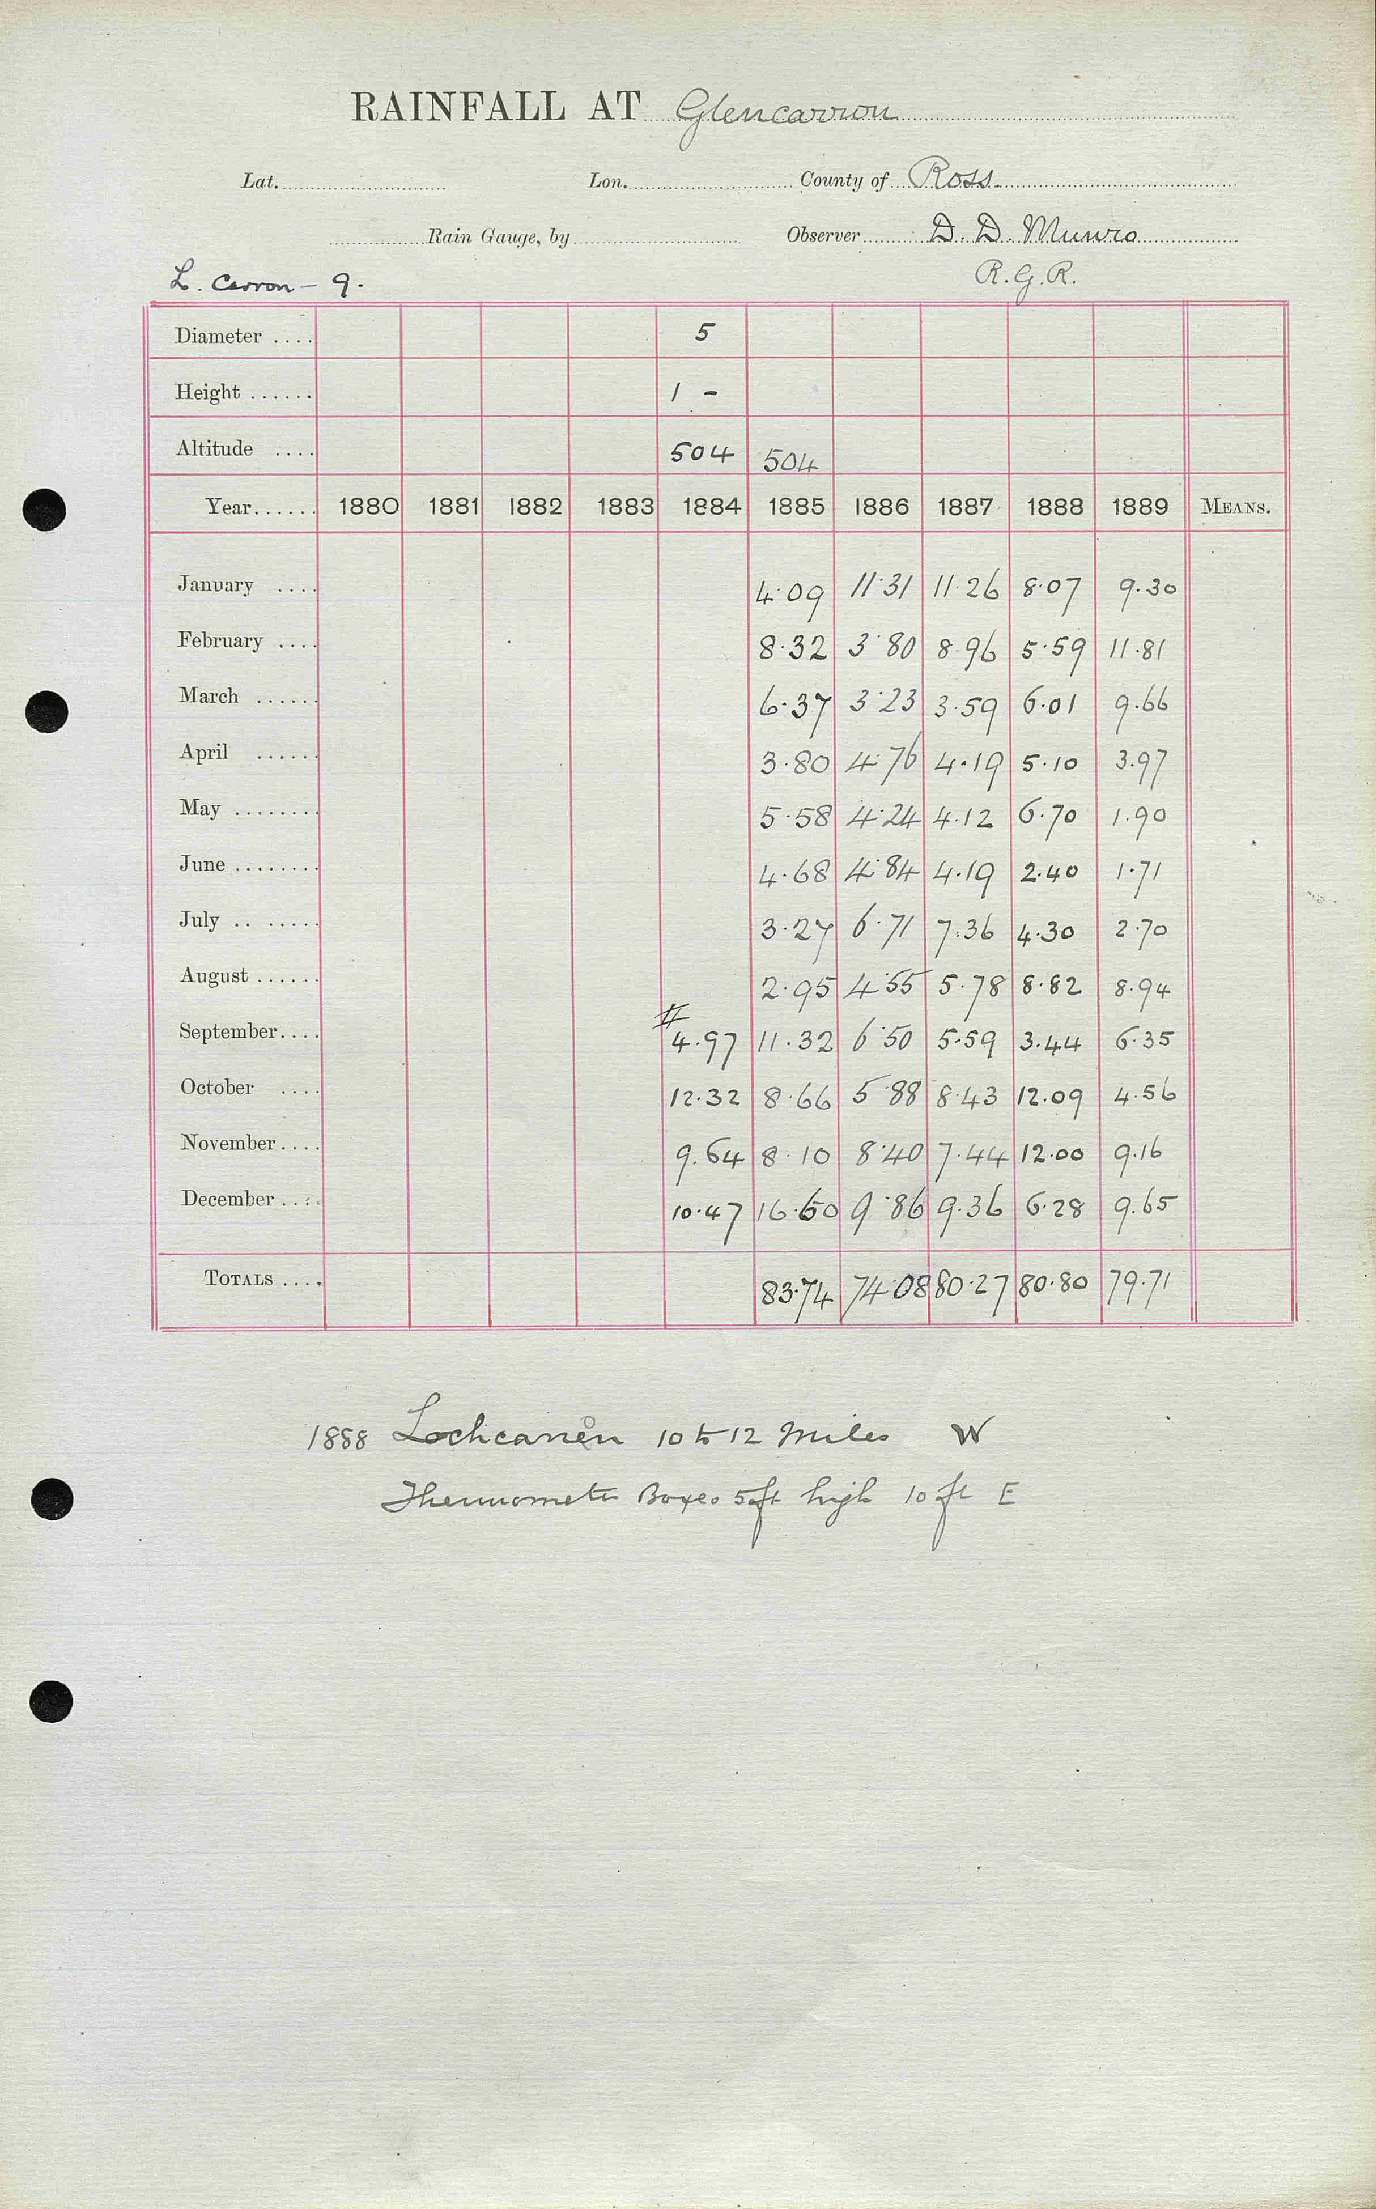 RAINFALL AT Glencarron
Lat. Lon. County of Ross
Rain Gauge, by Observer D. D. Munro
L. Carron – 9. R.G.R.
Diameter .... 5
Height ...... 1 -
Altitude .... 504 504
Year...... 1880 1881 1882 1883 1884 1885 1886 1887 1888 1889 MEANS.
January .... 4.09 11.31 11.26 8.07 9.30
February .... 8.32 3.80 8.96 5.59 11.81
March ...... 6.37 3.23 3.59 6.01 9.66
April ...... 3.80 4.76 4.19 5.10 3.97
May ........ 5.58 4.24 4.12 6.70 1.90
June ........ 4.68 4.84 4.19 2.40 1.71
July .. ..... 3.27 6.71 7.36 4.30 2.70
August ...... 2.95 4.55 5.78 8.82 8.94
September.... 4.97 11.32 6.50 5.59 3.44 6.35
October .... 12.32 8.66 5.88 8.43 12.09 4.56
November.... 9.64 8.10 8.40 7.44 12.00 9.16
December.... 10.47 16.60 9.86 9.36 6.28 9.65
TOTALS .... 83.74 74.08 80.27 80.80 79.71
1888 Lochcarron 10 to 12 Miles W
Thermometer Boxes 5 ft high 10 ft E